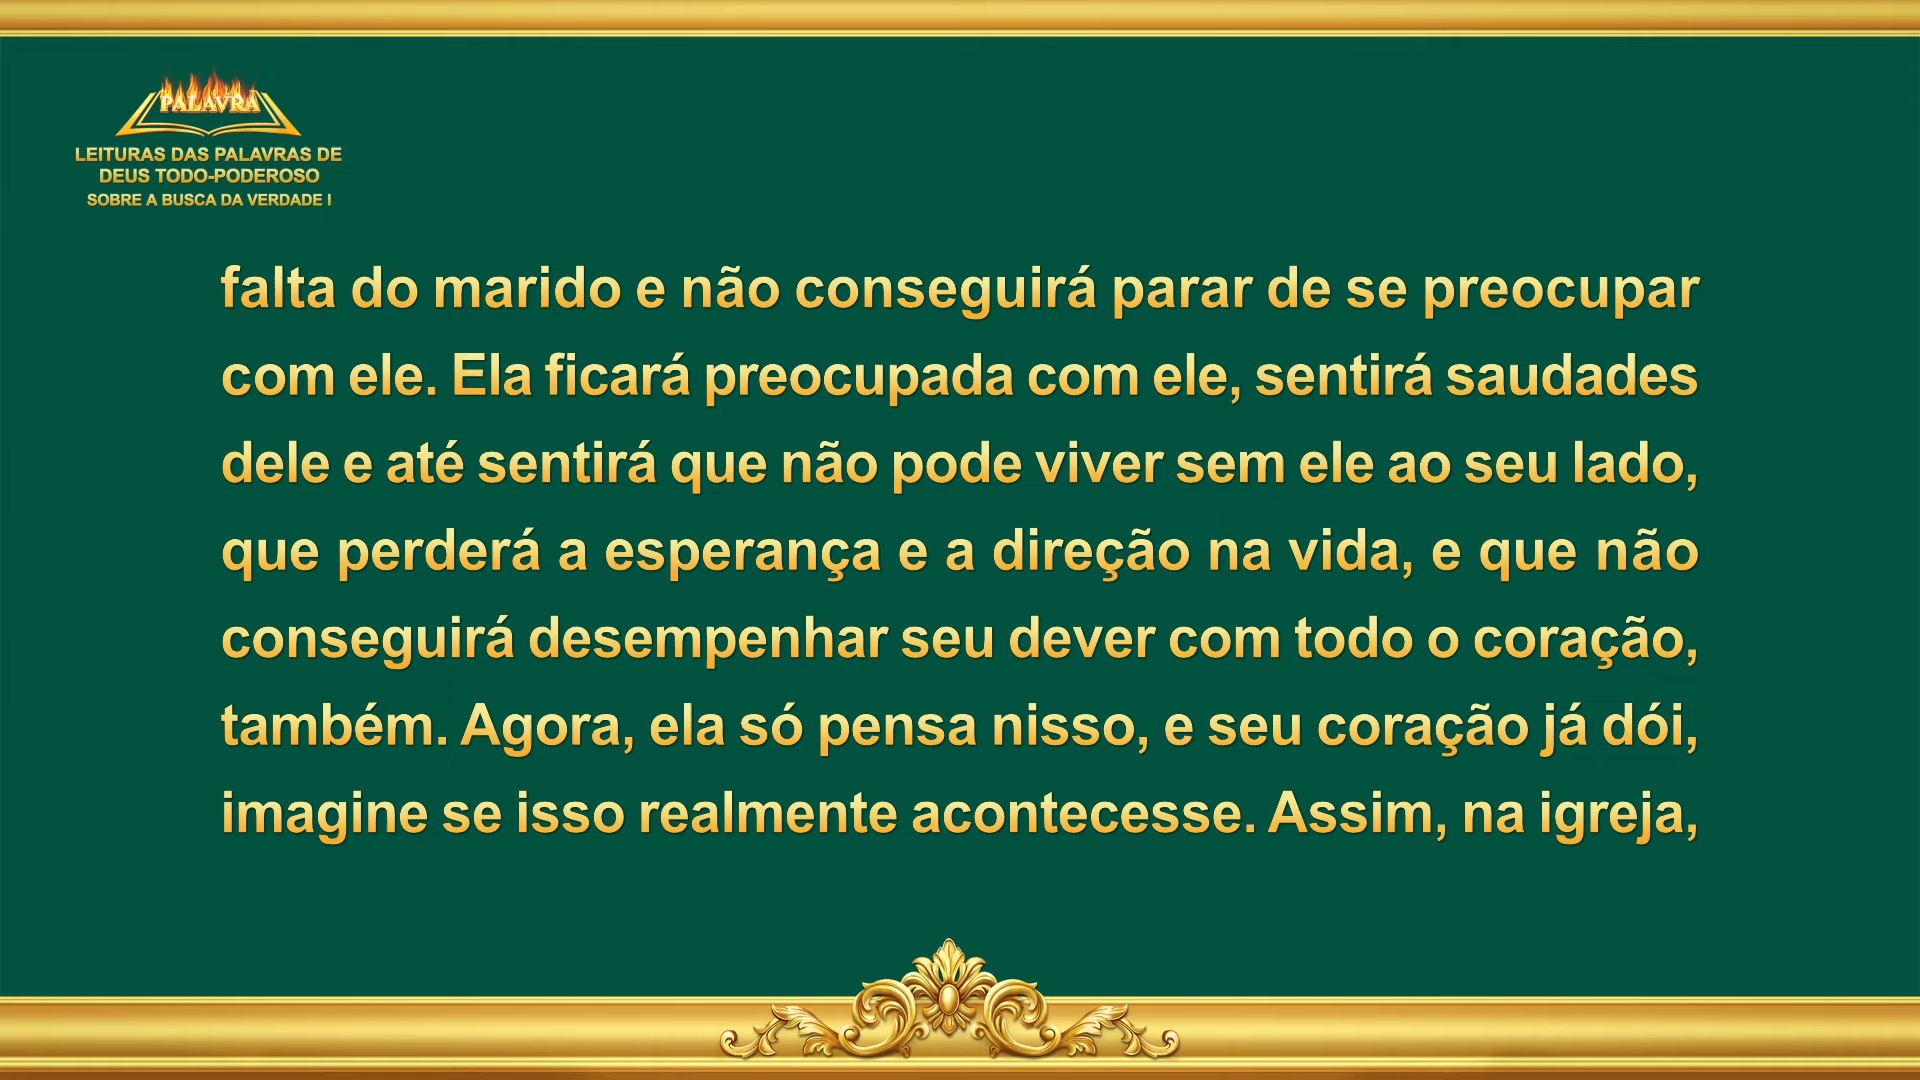 PALAVRA
LEITURAS DAS PALAVRAS DE
DEUS TODO-PODEROSO
SOBRE A BUSCA DA VERDADE I
falta do marido e não conseguirá parar de se preocupar
com ele. Ela ficará preocupada com ele, sentirá saudades
dele e até sentirá que não pode viver sem ele ao seu lado,
que perderá a esperança e a direção na vida, e que não
conseguirá desempenhar seu dever com todo o coração,
também. Agora, ela só pensa nisso, e seu coração já dói,
imagine se isso realmente acontecesse. Assim, na igreja,